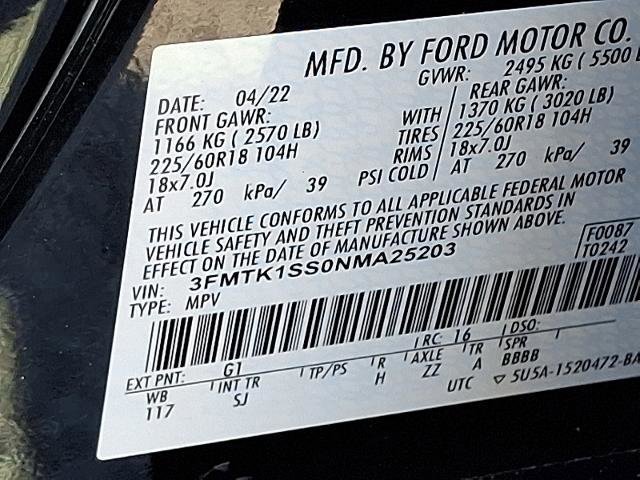 MFD. BY FORD MOTOR CO.
DATE: 04/22 GVWR: 2495 KG ( 5500 L
FRONT GAWR: REAR GAWR:
1166 KG ( 2570 LB) WITH 1370 KG ( 3020 LB)
225/60R18 104H TIRES 225/60R18 104H
18x7.0J RIMS 18x7.0J
AT 270 kPa/ 39 PSI COLD AT 270 kPa/ 39
THIS VEHICLE CONFORMS TO ALL APPLICABLE FEDERAL MOTOR
VEHICLE SAFETY AND THEFT PREVENTION STANDARDS IN
EFFECT ON THE DATE OF MANUFACTURE SHOWN ABOVE.
F0087
VIN: 3FMTK1SS0NMA25203 T0242
TYPE: MPV
RC: 16 DSO:
EXT PNT: G1
WB INT TR TP/PS R AXLE TR SPR
117 SJ H ZZ A BBBB
UTC ▽ 5U5A-1520472-BA